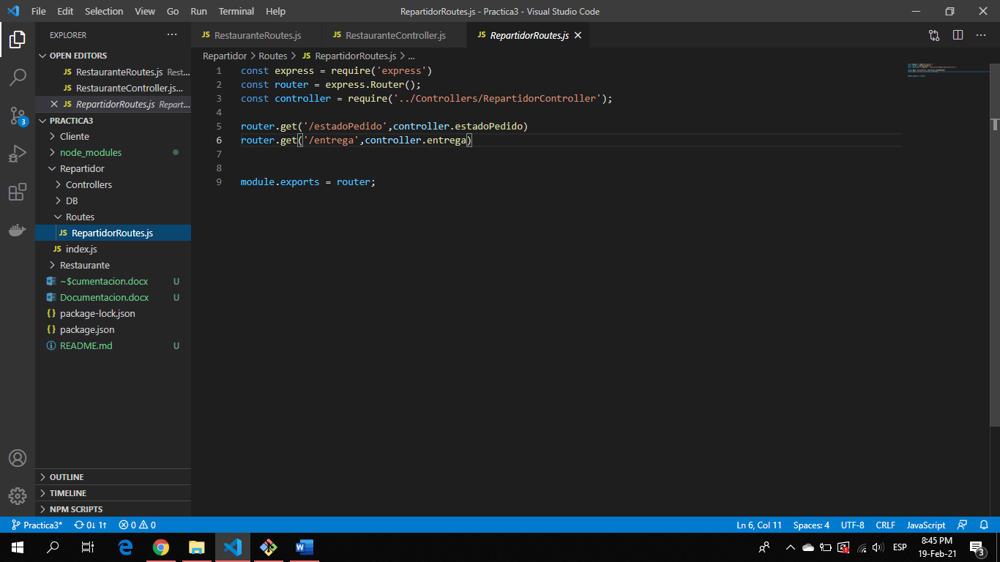 File Edit Selection View Go Run Terminal Help RepartidorRoutes.js - Practica3 - Visual Studio Code
EXPLORER
OPEN EDITORS
JS RestauranteRoutes.js Rest...
JS RestauranteController.js...
JS RepartidorRoutes.js Repart...
PRACTICA3
Cliente
node_modules
Repartidor
Controllers
DB
Routes
JS RepartidorRoutes.js
JS index.js
Restaurante
~$cumentacion.docx U
Documentacion.docx U
{} package-lock.json
{} package.json
README.md U
OUTLINE
TIMELINE
NPM SCRIPTS
3
JS RestauranteRoutes.js JS RestauranteController.js JS RepartidorRoutes.js
Repartidor > Routes > JS RepartidorRoutes.js > ...
1 const express = require('express')
2 const router = express.Router();
3 const controller = require('../Controllers/RepartidorController');
4
5 router.get('/estadoPedido',controller.estadoPedido)
6 router.get('/entrega',controller.entrega)
7
8
9 module.exports = router;
Practica3* 0↓ 1↑ 0 0 Ln 6, Col 11 Spaces: 4 UTF-8 CRLF JavaScript
ESP 8:45 PM
19-Feb-21 3